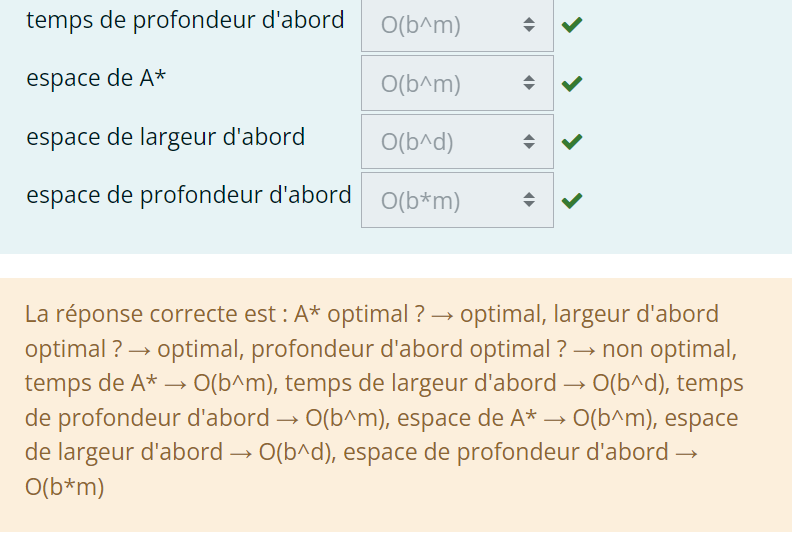 temps de profondeur d'abord O(b^m)
espace de A* O(b^m)
espace de largeur d'abord O(b^d)
espace de profondeur d'abord O(b*m)
La réponse correcte est : A* optimal ? → optimal, largeur d'abord
optimal ? → optimal, profondeur d'abord optimal ? → non optimal,
temps de A* → O(b^m), temps de largeur d'abord → O(b^d), temps
de profondeur d'abord → O(b^m), espace de A* → O(b^m), espace
de largeur d'abord → O(b^d), espace de profondeur d'abord →
O(b*m)